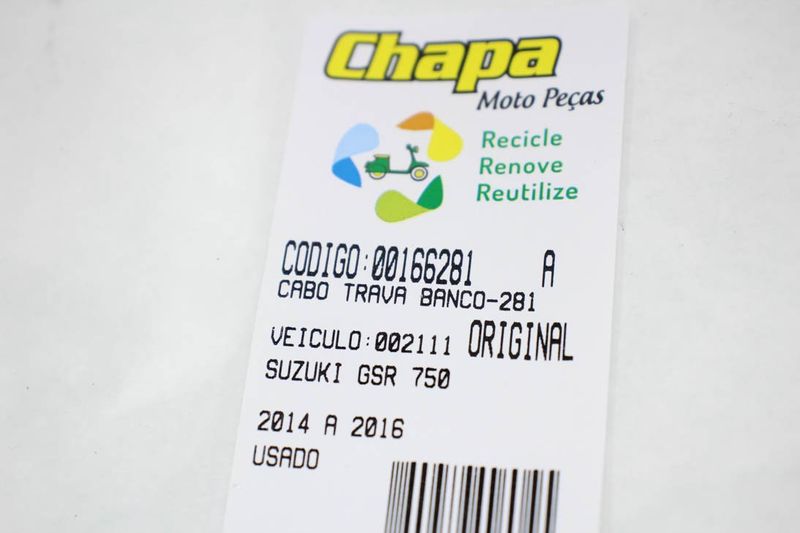 Chapa
Moto Peças
Recicle
Renove
Reutilize
CODIGO:00166281 A
CABO TRAVA BANCO-281
VEICULO:002111 ORIGINAL
SUZUKI GSR 750
2014 A 2016
USADO